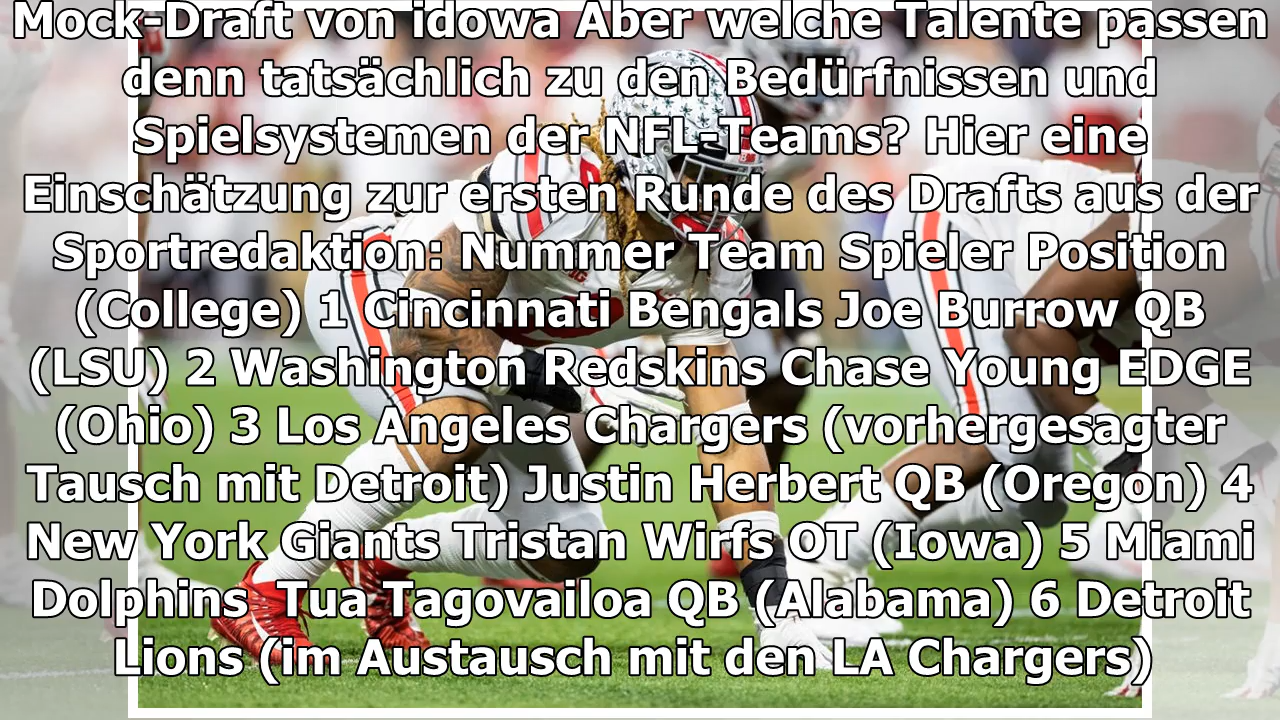 Mock-Draft von idowa Aber welche Talente passen
denn tatsächlich zu den Bedürfnissen und
Spielsystemen der NFL-Teams? Hier eine
Einschätzung zur ersten Runde des Drafts aus der
Sportredaktion: Nummer Team Spieler Position
(College) 1 Cincinnati Bengals Joe Burrow QB
(LSU) 2 Washington Redskins Chase Young EDGE
(Ohio) 3 Los Angeles Chargers (vorhergesagter
Tausch mit Detroit) Justin Herbert QB (Oregon) 4
New York Giants Tristan Wirfs OT (Iowa) 5 Miami
Dolphins  Tua Tagovailoa QB (Alabama) 6 Detroit
Lions (im Austausch mit den LA Chargers)